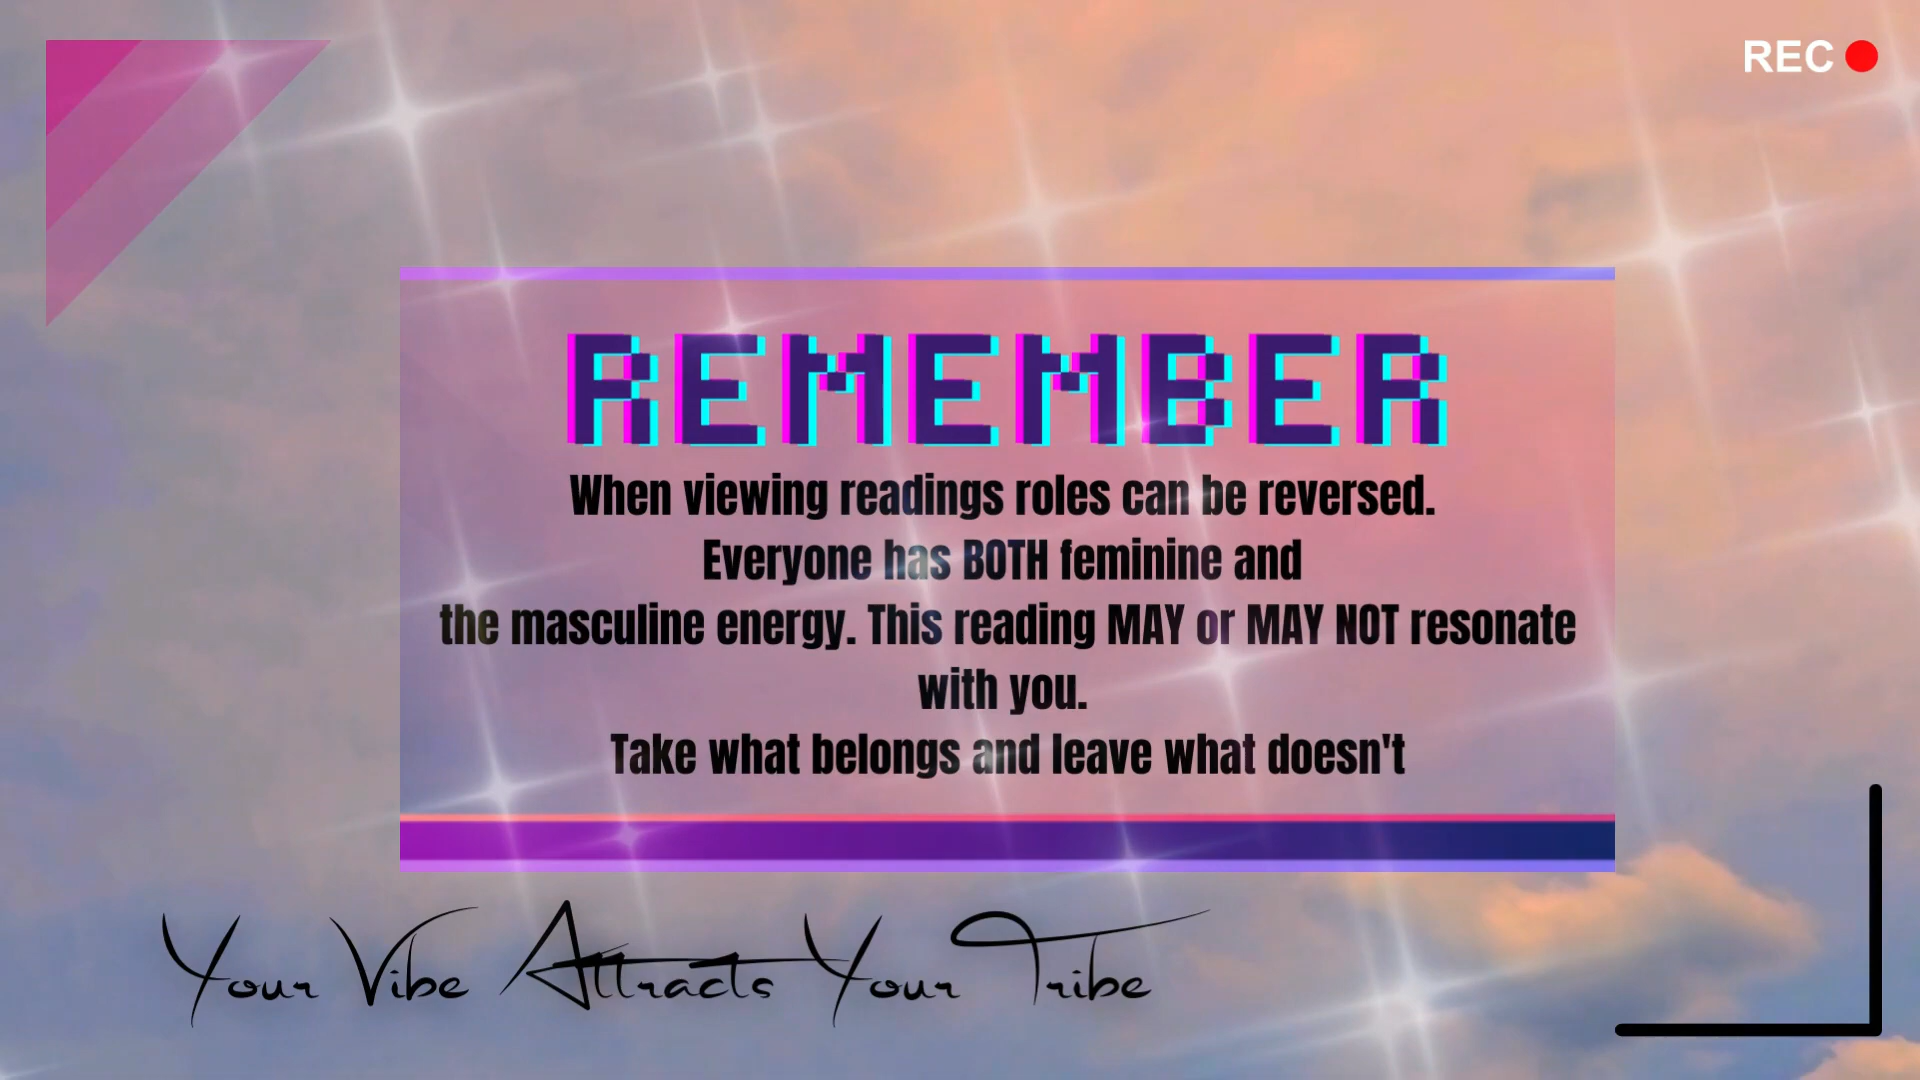 REC
REMEMBER
When viewing readings roles can be reversed.
Everyone has BOTH feminine and
the masculine energy. This reading MAY or MAY NOT resonate
with you.
Take what belongs and leave what doesn't
Your Vibe Attracts Your Tribe